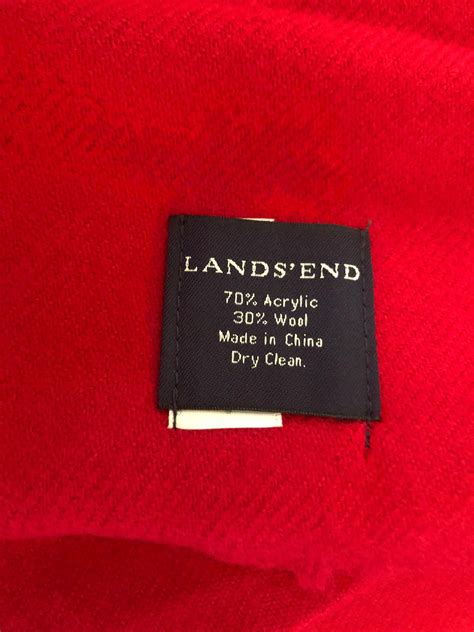 LANDS'END
70% Acrylic
30% Wool
Made in China
Dry Clean.